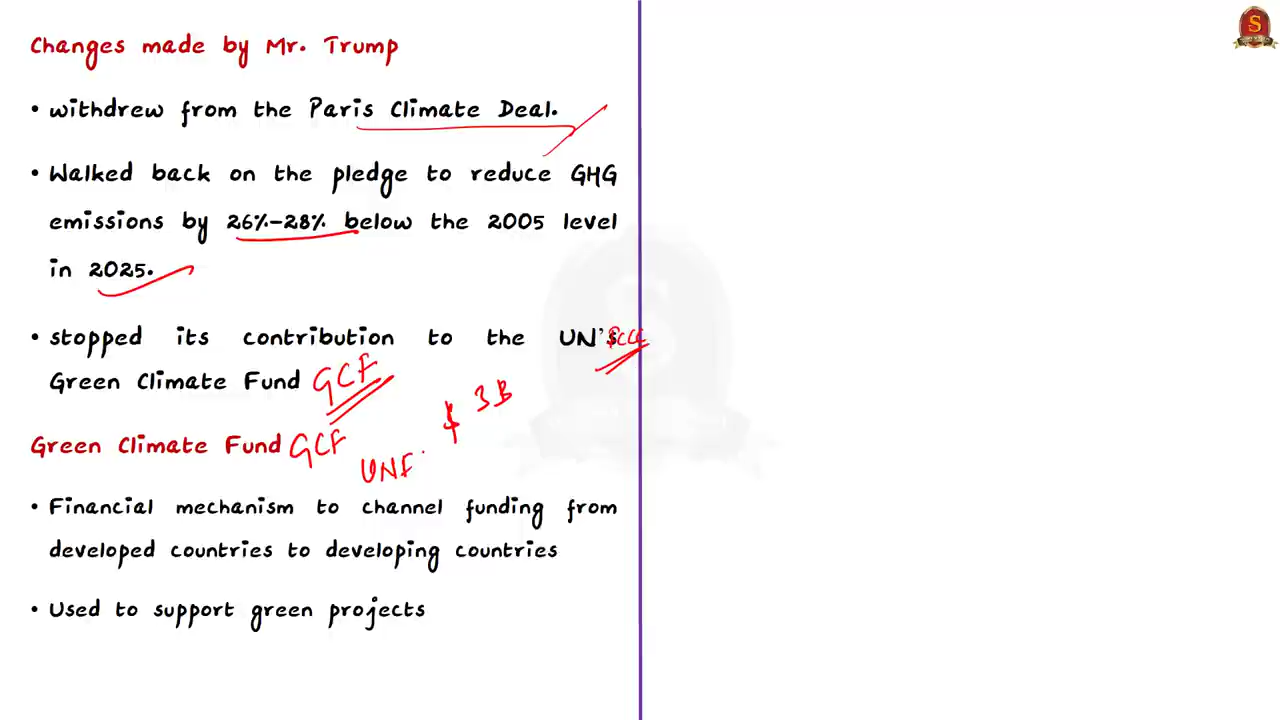 Changes made by Mr. Trump
• withdrew from the Paris Climate Deal.
• Walked back on the pledge to reduce GHG
emissions by 26%-28% below the 2005 level
in 2025.
• stopped its contribution to the UN's
Green Climate Fund GCF
$ 3B
Green Climate Fund GCF
UNF
• Financial mechanism to channel funding from
developed countries to developing countries
• Used to support green projects